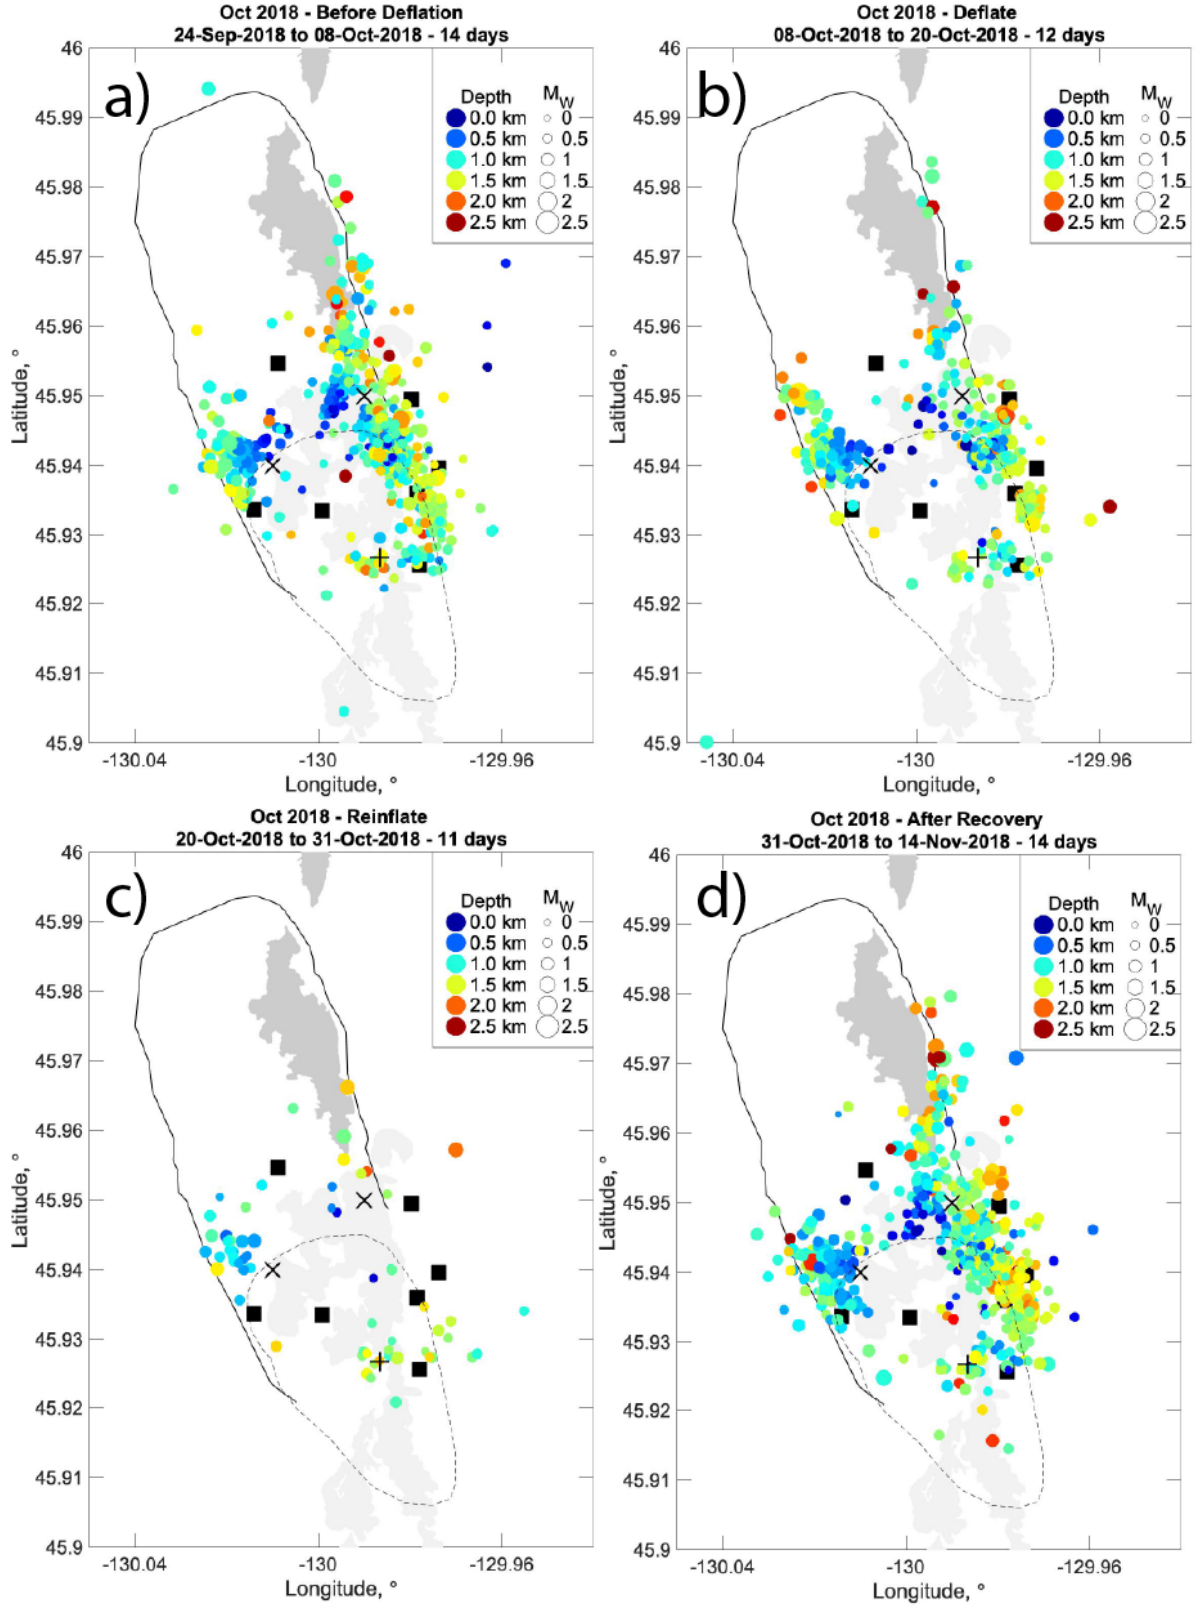 Oct 2018 - Before Deflation
24-Sep-2018 to 08-Oct-2018 - 14 days
a)
Depth M_W
0.0 km 0
0.5 km 0.5
1.0 km 1
1.5 km 1.5
2.0 km 2
2.5 km 2.5
46
45.99
45.98
45.97
45.96
45.95
45.94
45.93
45.92
45.91
45.9
Latitude, °
-130.04 -130 -129.96
Longitude, °
Oct 2018 - Deflate
08-Oct-2018 to 20-Oct-2018 - 12 days
b)
Depth M_W
0.0 km 0
0.5 km 0.5
1.0 km 1
1.5 km 1.5
2.0 km 2
2.5 km 2.5
46
45.99
45.98
45.97
45.96
45.95
45.94
45.93
45.92
45.91
45.9
Latitude, °
-130.04 -130 -129.96
Longitude, °
Oct 2018 - Reinflate
20-Oct-2018 to 31-Oct-2018 - 11 days
c)
Depth M_W
0.0 km 0
0.5 km 0.5
1.0 km 1
1.5 km 1.5
2.0 km 2
2.5 km 2.5
46
45.99
45.98
45.97
45.96
45.95
45.94
45.93
45.92
45.91
45.9
Latitude, °
-130.04 -130 -129.96
Longitude, °
Oct 2018 - After Recovery
31-Oct-2018 to 14-Nov-2018 - 14 days
d)
Depth M_W
0.0 km 0
0.5 km 0.5
1.0 km 1
1.5 km 1.5
2.0 km 2
2.5 km 2.5
46
45.99
45.98
45.97
45.96
45.95
45.94
45.93
45.92
45.91
45.9
Latitude, °
-130.04 -130 -129.96
Longitude, °